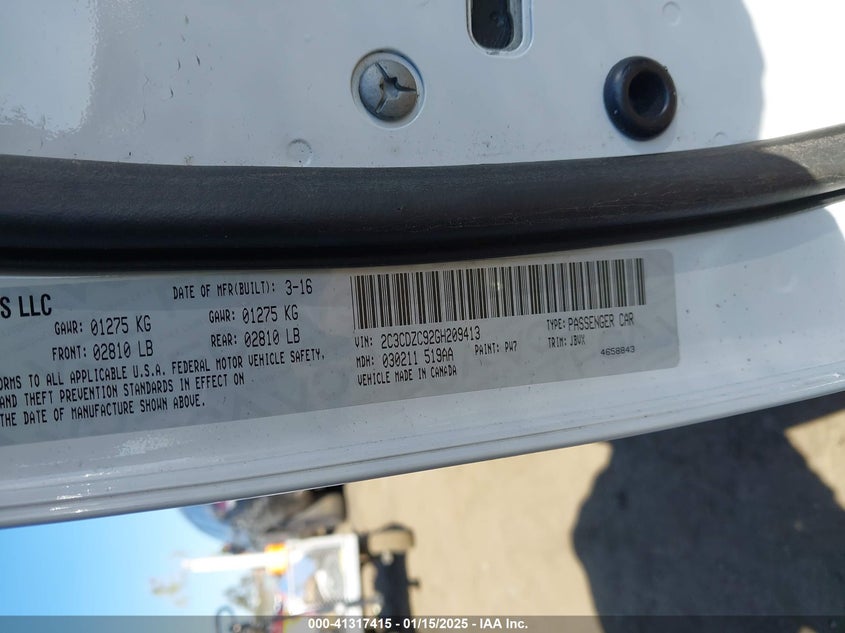 S LLC
DATE OF MFR(BUILT): 3-16
GAWR: 01275 KG GAWR: 01275 KG
FRONT: 02810 LB REAR: 02810 LB
ORMS TO ALL APPLICABLE U.S.A. FEDERAL MOTOR VEHICLE SAFETY,
AND THEFT PREVENTION STANDARDS IN EFFECT ON
THE DATE OF MANUFACTURE SHOWN ABOVE.
VIN: 2C3CDZC92GH209413 TYPE: PASSENGER CAR
MDH: 030211 519AA PAINT: PW7 TRIM: JBVX
VEHICLE MADE IN CANADA 4658843
000-41317415 - 01/15/2025 - IAA Inc.